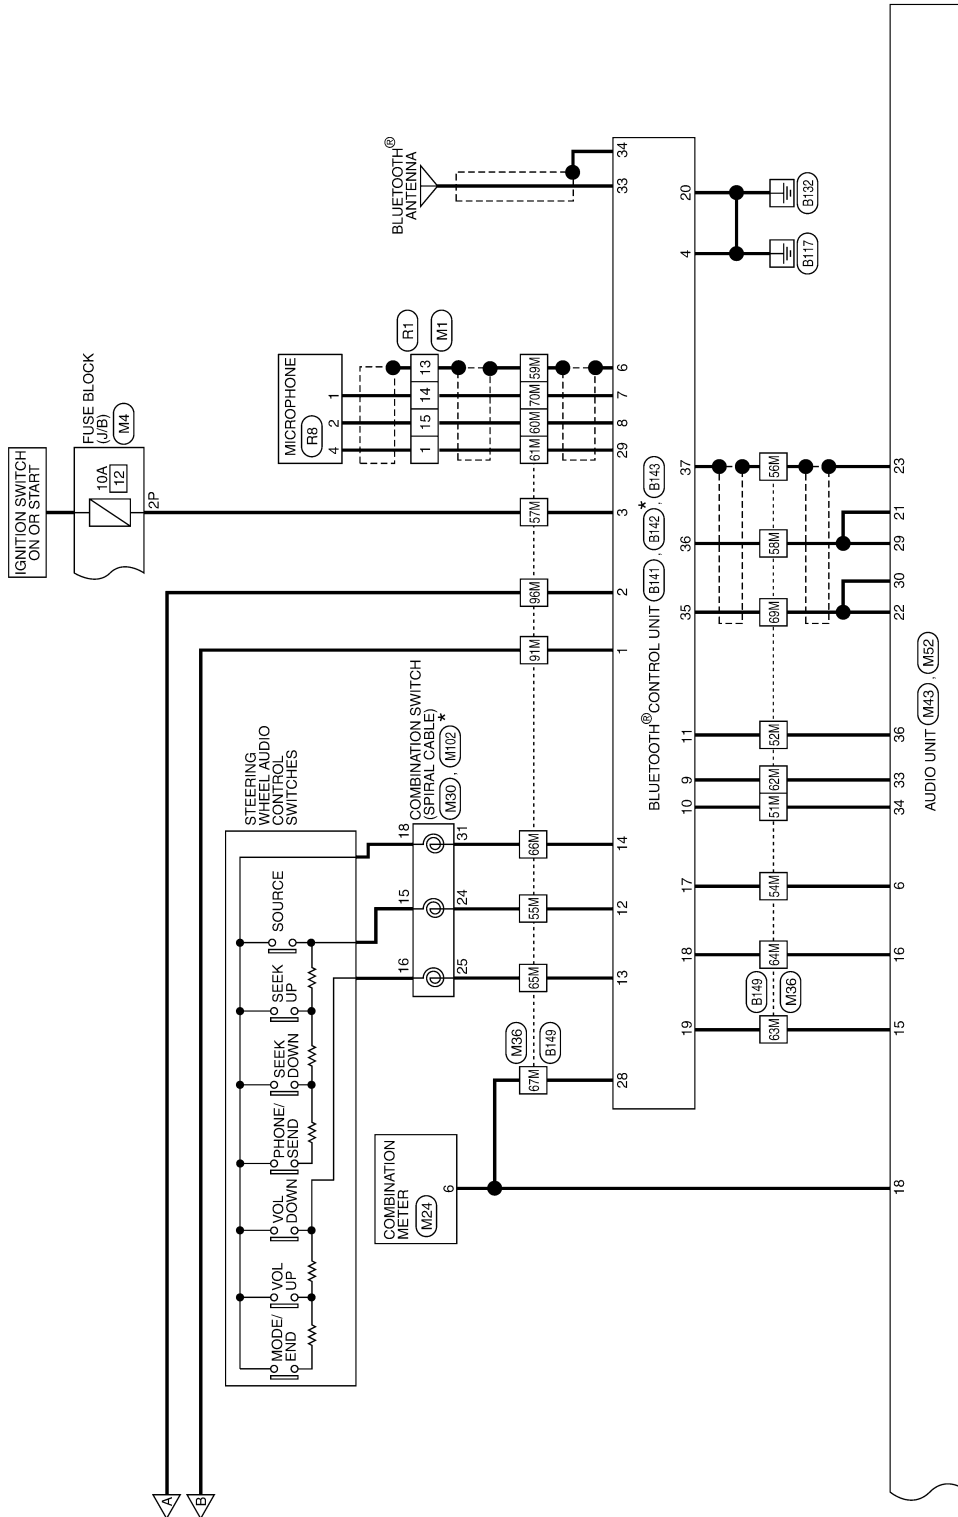 IGNITION SWITCH
ON OR START
FUSE BLOCK
(J/B)
M4
10A
12
2P
BLUETOOTH®
ANTENNA
MICROPHONE
R8
4 2 1
R1
M1
1 15 14 13
61M 60M 70M 59M
57M
96M
91M
A
B
STEERING
WHEEL AUDIO
CONTROL
SWITCHES
MODE/
END
VOL
UP
VOL
DOWN
PHONE/
SEND
SEEK
DOWN
SEEK
UP
SOURCE
COMBINATION SWITCH
(SPIRAL CABLE)
M30 , M102 *
16 15 18
25 24 31
65M 55M 66M
M36
B149
67M
COMBINATION
METER
M24
6
28 13 12 14 1 2 3 29 8 7 6 33 34
BLUETOOTH® CONTROL UNIT B141 , B142 * , B143
19 18 17 10 9 11 35 36 37 4 20
B117
B132
B149
M36
63M 64M 54M 51M 62M 52M 69M 58M 56M
18 15 16 6 34 33 36 22 30 29 21 23
AUDIO UNIT M43 , M52